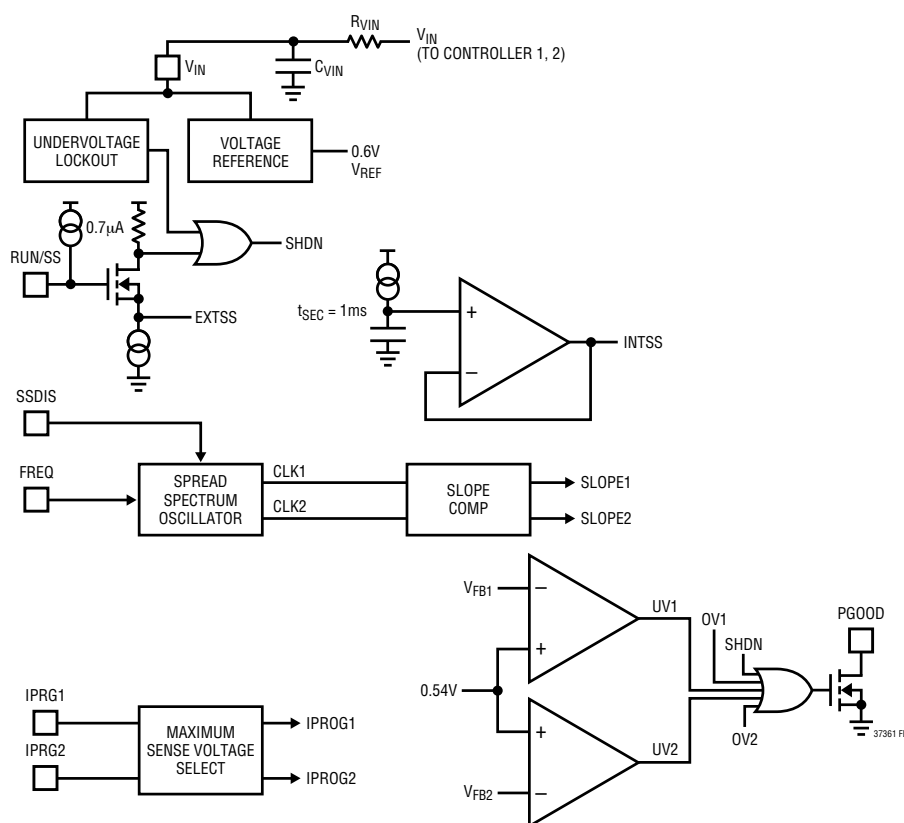 RVIN
VIN
(TO CONTROLLER 1, 2)
VIN
CVIN
UNDERVOLTAGE
LOCKOUT
VOLTAGE
REFERENCE
0.6V
VREF
0.7µA
RUN/SS
SHDN
EXTSS
tSEC = 1ms
+
–
INTSS
SSDIS
FREQ
SPREAD
SPECTRUM
OSCILLATOR
CLK1
CLK2
SLOPE
COMP
SLOPE1
SLOPE2
VFB1
–
+
UV1
0.54V
+
–
VFB2
UV2
OV1
SHDN
OV2
PGOOD
IPRG1
IPRG2
MAXIMUM
SENSE VOLTAGE
SELECT
IPROG1
IPROG2